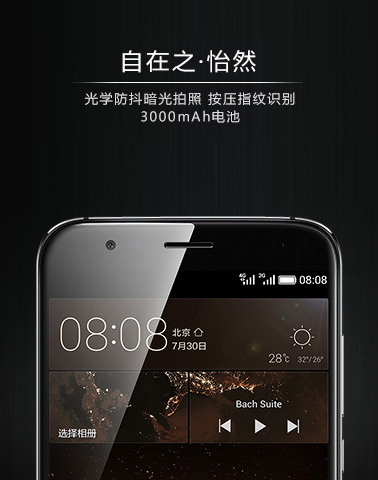 自在之·怡然
光学防抖暗光拍照 按压指纹识别
3000mAh电池
4G 2G 08:08
08:08 北京
7月30日
28℃ 32°/26°
Bach Suite
选择相册